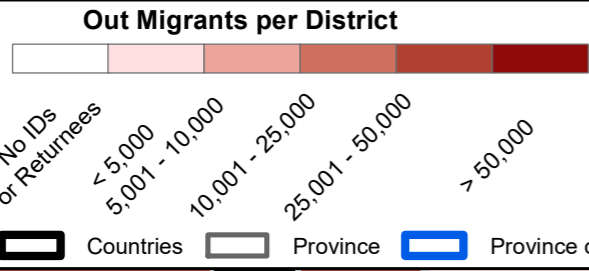 Out Migrants per District
No IDs
or Returnees
< 5,000
5,001 - 10,000
10,001 - 25,000
25,001 - 50,000
> 50,000
Countries
Province
Province